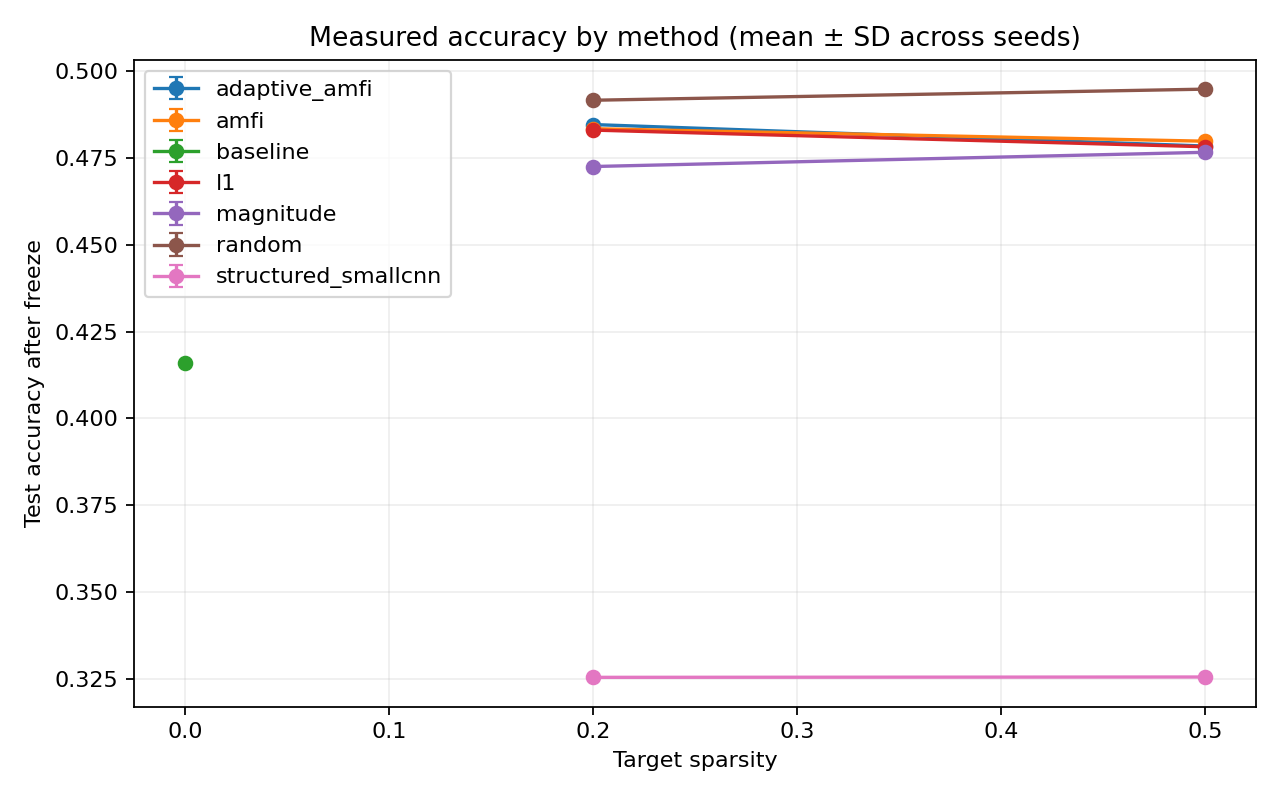 Measured accuracy by method (mean ± SD across seeds)
adaptive_amfi
amfi
baseline
l1
magnitude
random
structured_smallcnn
Test accuracy after freeze
0.500
0.475
0.450
0.425
0.400
0.375
0.350
0.325
0.0 0.1 0.2 0.3 0.4 0.5
Target sparsity